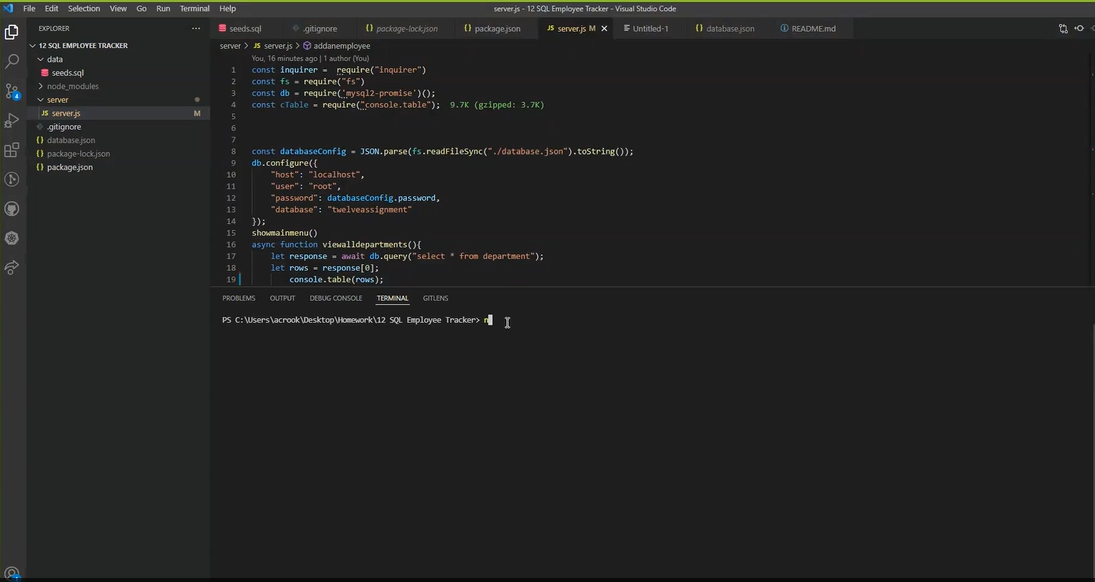 File Edit Selection View Go Run Terminal Help server.js - 12 SQL Employee Tracker - Visual Studio Code
EXPLORER ...
12 SQL EMPLOYEE TRACKER
data
seeds.sql
node_modules
server
JS server.js M
.gitignore
{} database.json
{} package-lock.json
{} package.json
4
seeds.sql .gitignore {} package-lock.json {} package.json JS server.js M Untitled-1 {} database.json README.md
server > JS server.js > addanemployee
You, 16 minutes ago | 1 author (You)
1 const inquirer = require("inquirer")
2 const fs = require("fs")
3 const db = require('mysql2-promise')();
4 const cTable = require("console.table"); 9.7K (gzipped: 3.7K)
5
6
7
8 const databaseConfig = JSON.parse(fs.readFileSync("./database.json").toString());
9 db.configure({
10 "host": "localhost",
11 "user": "root",
12 "password": databaseConfig.password,
13 "database": "twelveassignment"
14 });
15 showmainmenu()
16 async function viewalldepartments(){
17 let response = await db.query("select * from department");
18 let rows = response[0];
19 console.table(rows);
PROBLEMS OUTPUT DEBUG CONSOLE TERMINAL GITLENS
PS C:\Users\acrook\Desktop\Homework\12 SQL Employee Tracker> n